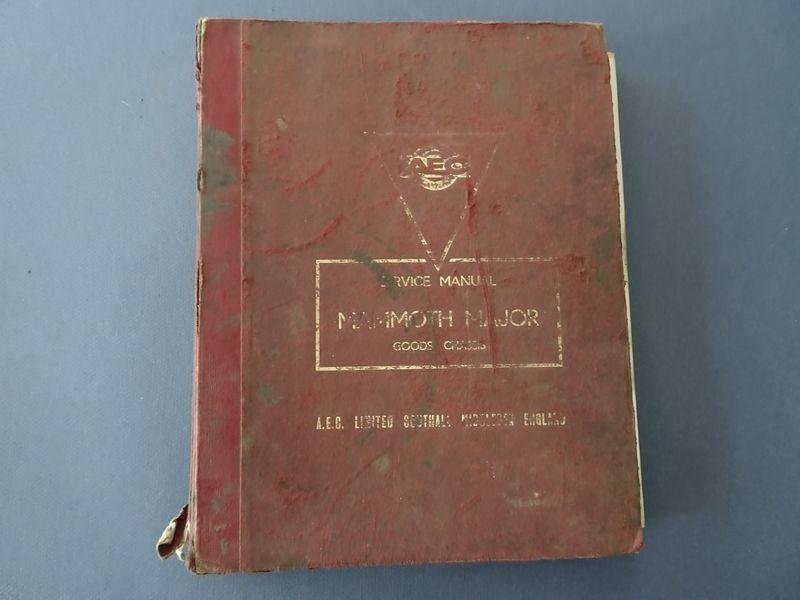 AEC
SERVICE MANUAL
MAMMOTH MAJOR
GOODS CHASSIS
A.E.C. LIMITED SOUTHALL MIDDLESEX ENGLAND